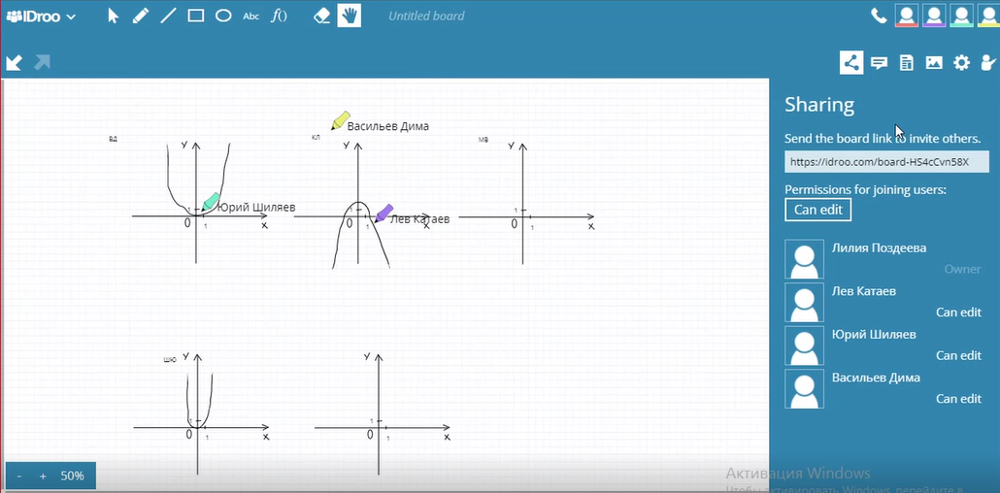 IDroo
Abc
f()
Untitled board
Sharing
Send the board link to invite others.
https://idroo.com/board-HS4cCvn58X
Permissions for joining users:
Can edit
Лилия Поздеева
Owner
Лев Катаев
Can edit
Юрий Шиляев
Can edit
Васильев Дима
Can edit
Васильев Дима
ВД
КЛ
МВ
y
y
y
1
Юрий Шиляев
1
Лев Катаев
1
0
1
x
0
1
x
0
1
x
ШЮ
y
y
1
1
0
1
x
0
1
x
- + 50%
Активация Windows
Чтобы активировать Windows, перейдите в